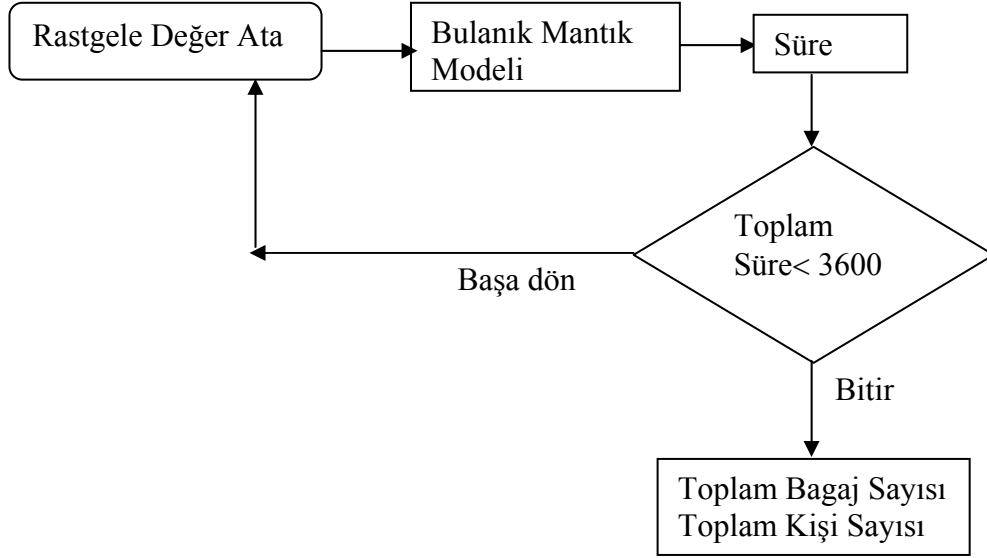 Rastgele Değer Ata
Bulanık Mantık
Modeli
Süre
Toplam
Süre< 3600
Başa dön
Bitir
Toplam Bagaj Sayısı
Toplam Kişi Sayısı